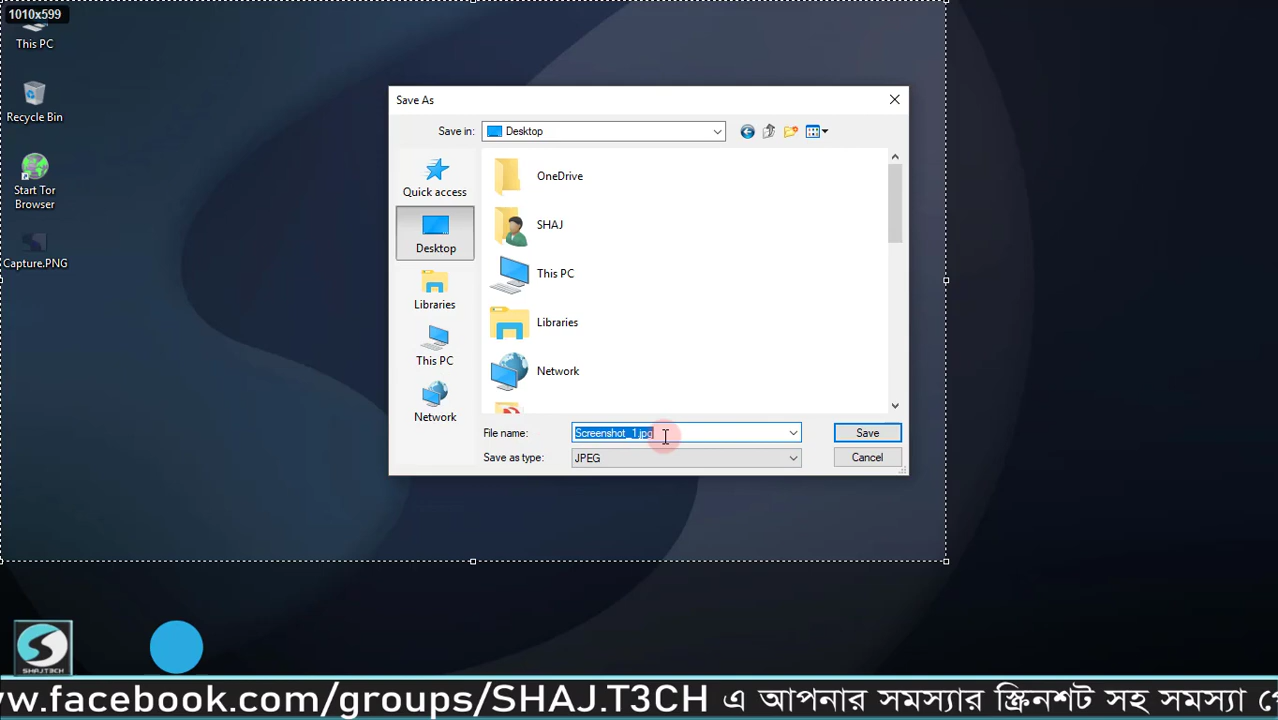 1010x599
This PC
Recycle Bin
Start Tor
Browser
Capture.PNG
Save As
Save in:
Desktop
Quick access
Desktop
Libraries
This PC
Network
OneDrive
SHAJ
This PC
Libraries
Network
File name:
Screenshot_1.jpg
Save
Save as type:
JPEG
Cancel
SHAJ.T3CH
w.facebook.com/groups/SHAJ.T3CH এ আপনার সমস্যার স্ক্রিনশট সহ সমস্যা